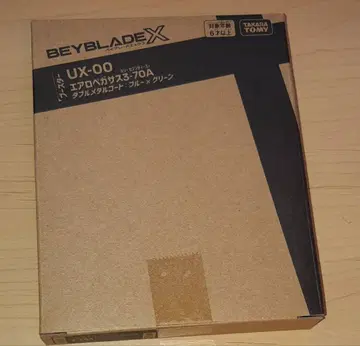 BEYBLADE X
対象年齢
6才以上
TAKARA
TOMY
ブースター
UX-00
エアロペガサス3-70A
ダブルメタルコート:ブルー×グリーン